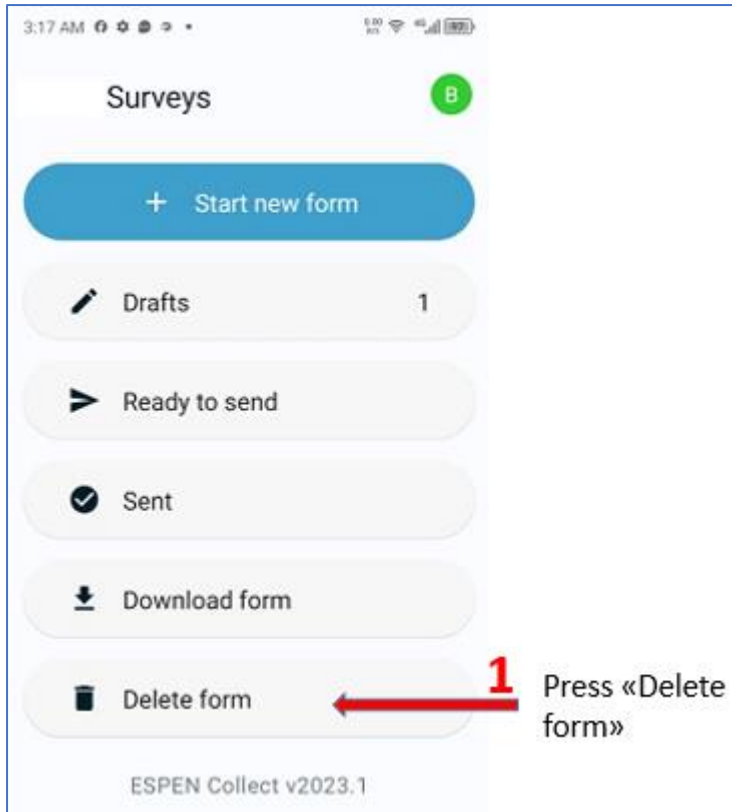 3:17 AM
Surveys
B
+ Start new form
Drafts 1
Ready to send
Sent
Download form
Delete form
1 Press «Delete
form»
ESPEN Collect v2023.1